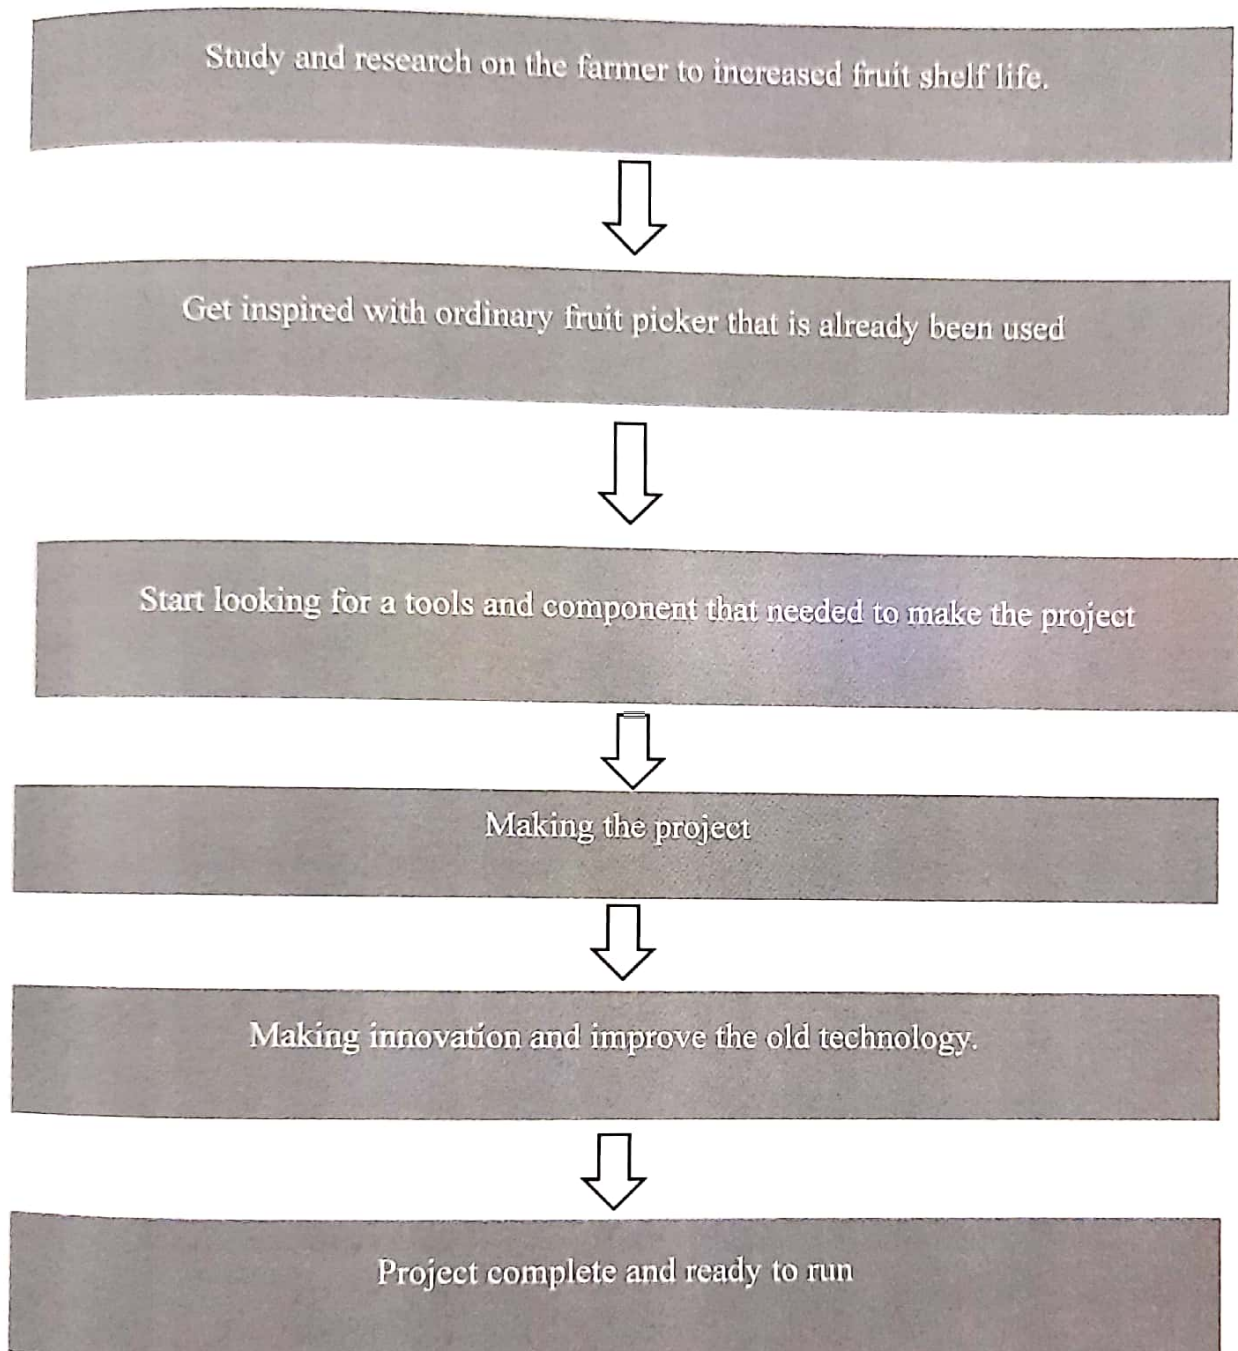 Study and research on the farmer to increased fruit shelf life.
Get inspired with ordinary fruit picker that is already been used
Start looking for a tools and component that needed to make the project
Making the project
Making innovation and improve the old technology.
Project complete and ready to run